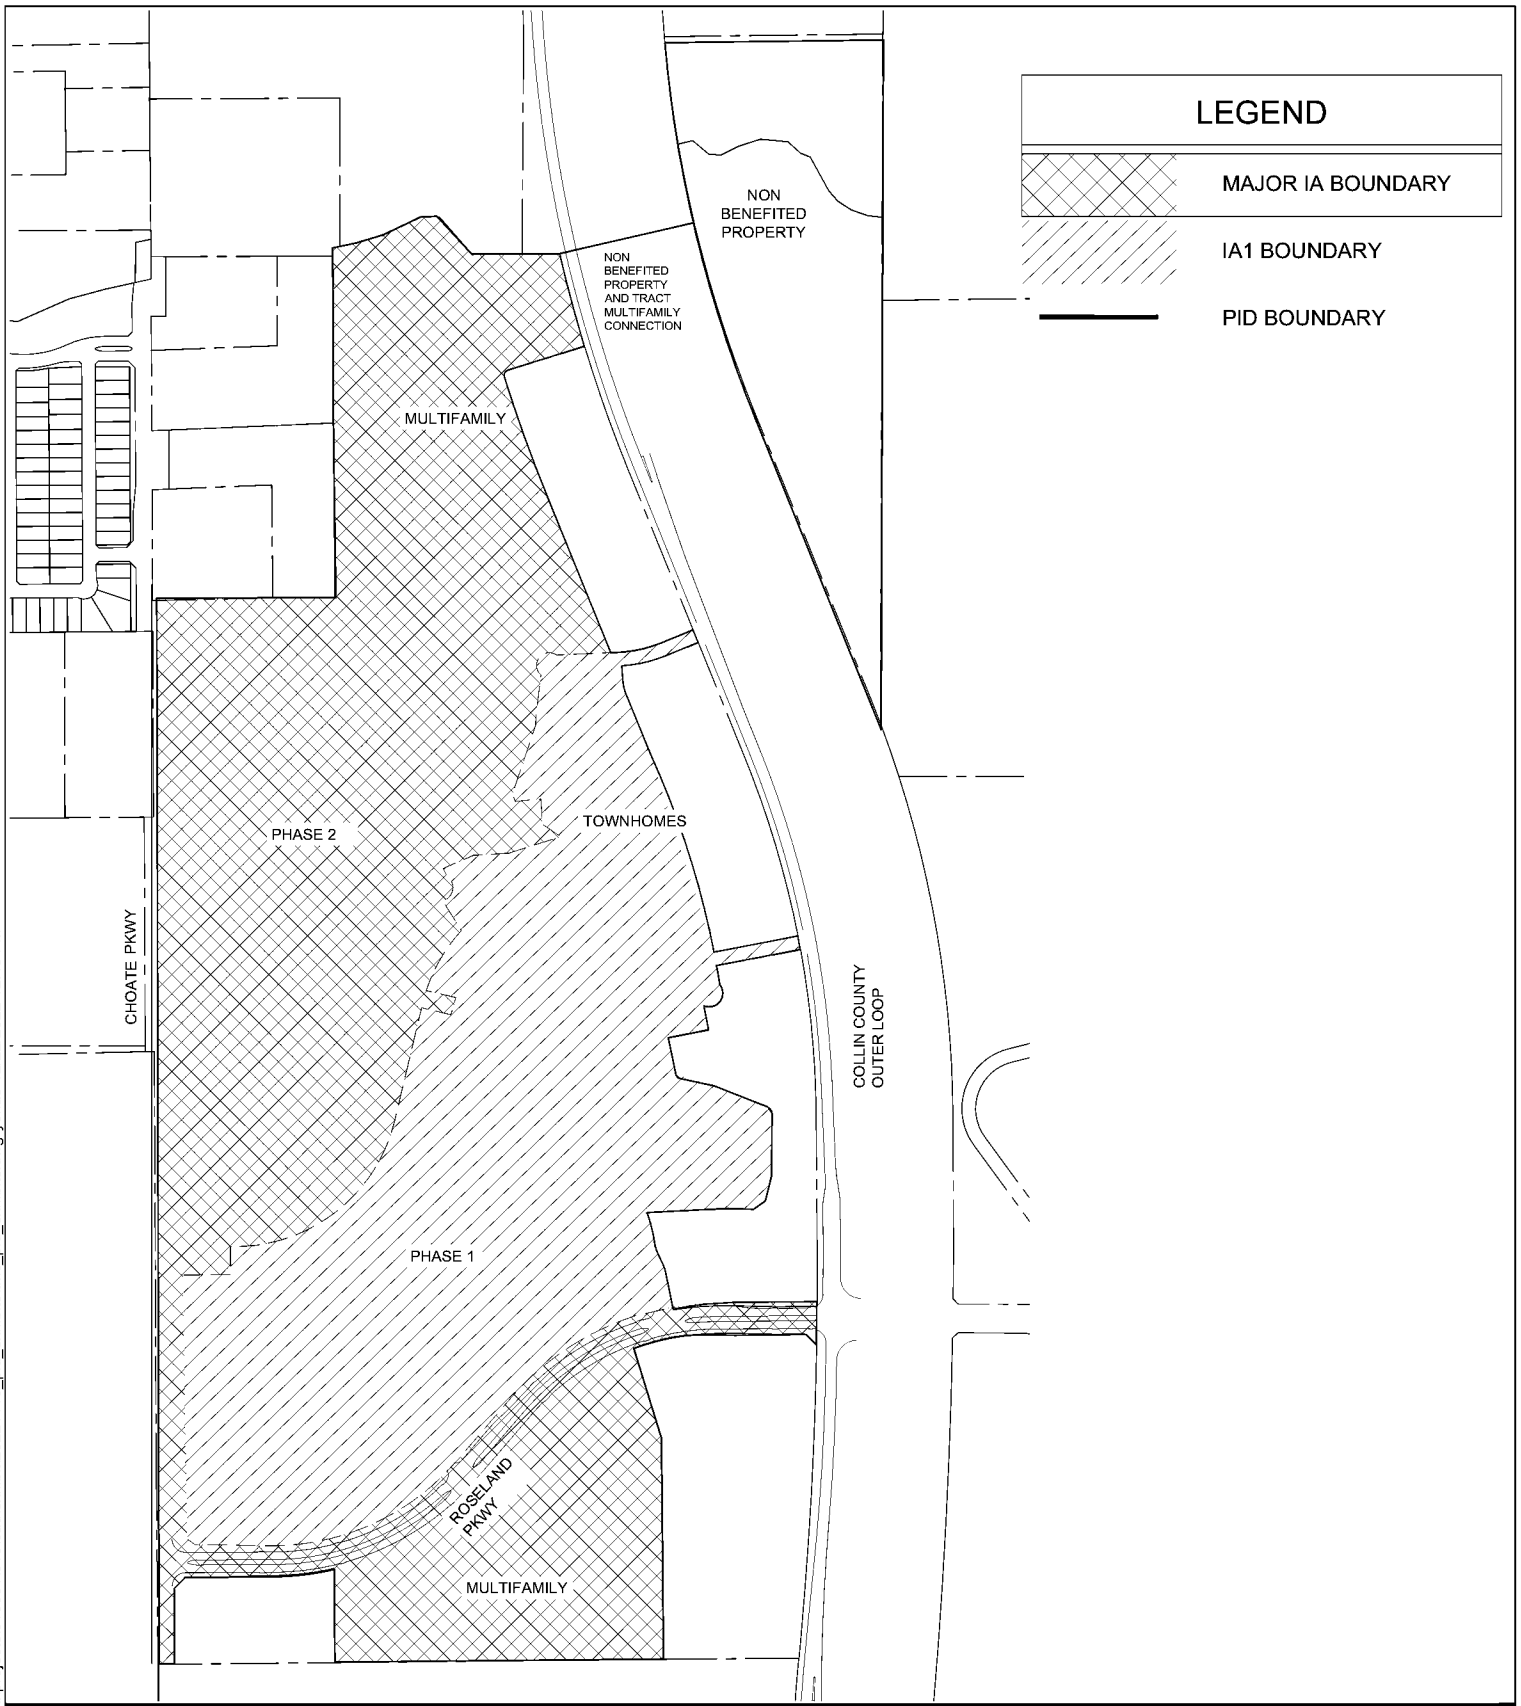 LEGEND
MAJOR IA BOUNDARY
IA1 BOUNDARY
PID BOUNDARY
NON
BENEFITED
PROPERTY
NON
BENEFITED
PROPERTY
AND TRACT
MULTIFAMILY
CONNECTION
MULTIFAMILY
TOWNHOMES
PHASE 2
CHOATE PKWY
COLLIN COUNTY
OUTER LOOP
PHASE 1
ROSELAND
PKWY
MULTIFAMILY